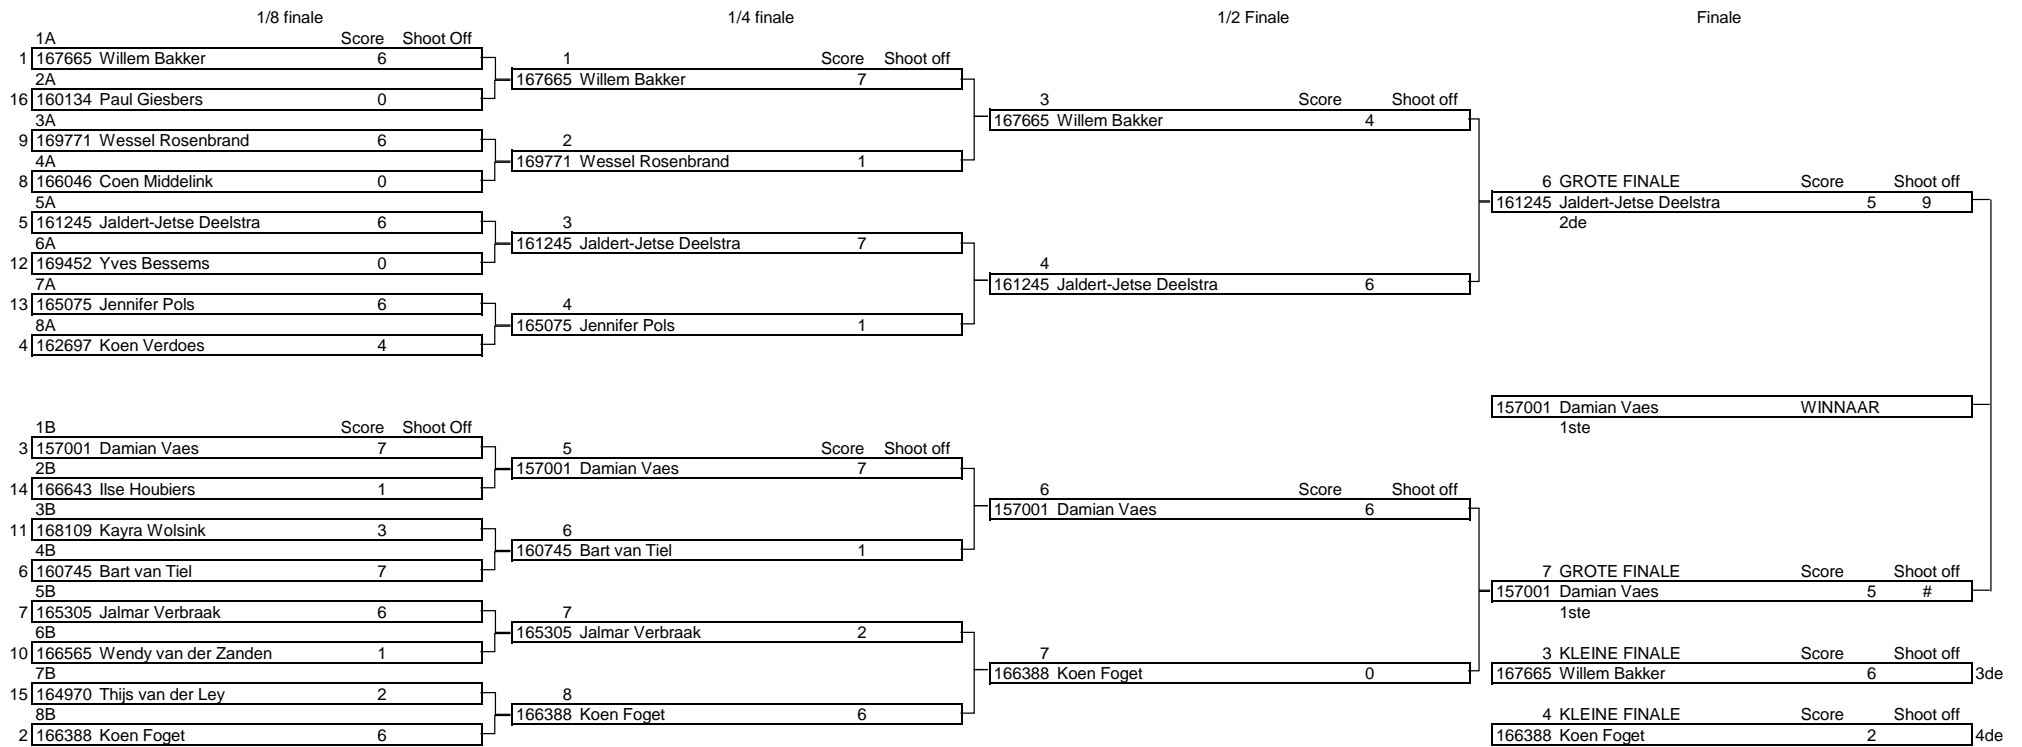 1/8 finale 1/4 finale 1/2 Finale Finale
1A Score Shoot Off
1 167665 Willem Bakker 6 1 Score Shoot off
2A 167665 Willem Bakker 7
16 160134 Paul Giesbers 0 3 Score Shoot off
3A 167665 Willem Bakker 4
9 169771 Wessel Rosenbrand 6 2
4A 169771 Wessel Rosenbrand 1
8 166046 Coen Middelink 0 6 GROTE FINALE Score Shoot off
5A 161245 Jaldert-Jetse Deelstra 5 9
5 161245 Jaldert-Jetse Deelstra 6 3 2de
6A 161245 Jaldert-Jetse Deelstra 7
12 169452 Yves Bessems 0 4
7A 161245 Jaldert-Jetse Deelstra 6
13 165075 Jennifer Pols 6 4
8A 165075 Jennifer Pols 1
4 162697 Koen Verdoes 4
157001 Damian Vaes WINNAAR
1B Score Shoot Off 1ste
3 157001 Damian Vaes 7 5 Score Shoot off
2B 157001 Damian Vaes 7
14 166643 Ilse Houbiers 1 6 Score Shoot off
3B 157001 Damian Vaes 6
11 168109 Kayra Wolsink 3 6
4B 160745 Bart van Tiel 1
6 160745 Bart van Tiel 7 7 GROTE FINALE Score Shoot off
5B 157001 Damian Vaes 5 #
7 165305 Jalmar Verbraak 6 7 1ste
6B 165305 Jalmar Verbraak 2
10 166565 Wendy van der Zanden 1 7 3 KLEINE FINALE Score Shoot off
7B 166388 Koen Foget 0 167665 Willem Bakker 6 3de
15 164970 Thijs van der Ley 2 8
8B 166388 Koen Foget 6 4 KLEINE FINALE Score Shoot off
2 166388 Koen Foget 6 166388 Koen Foget 2 4de